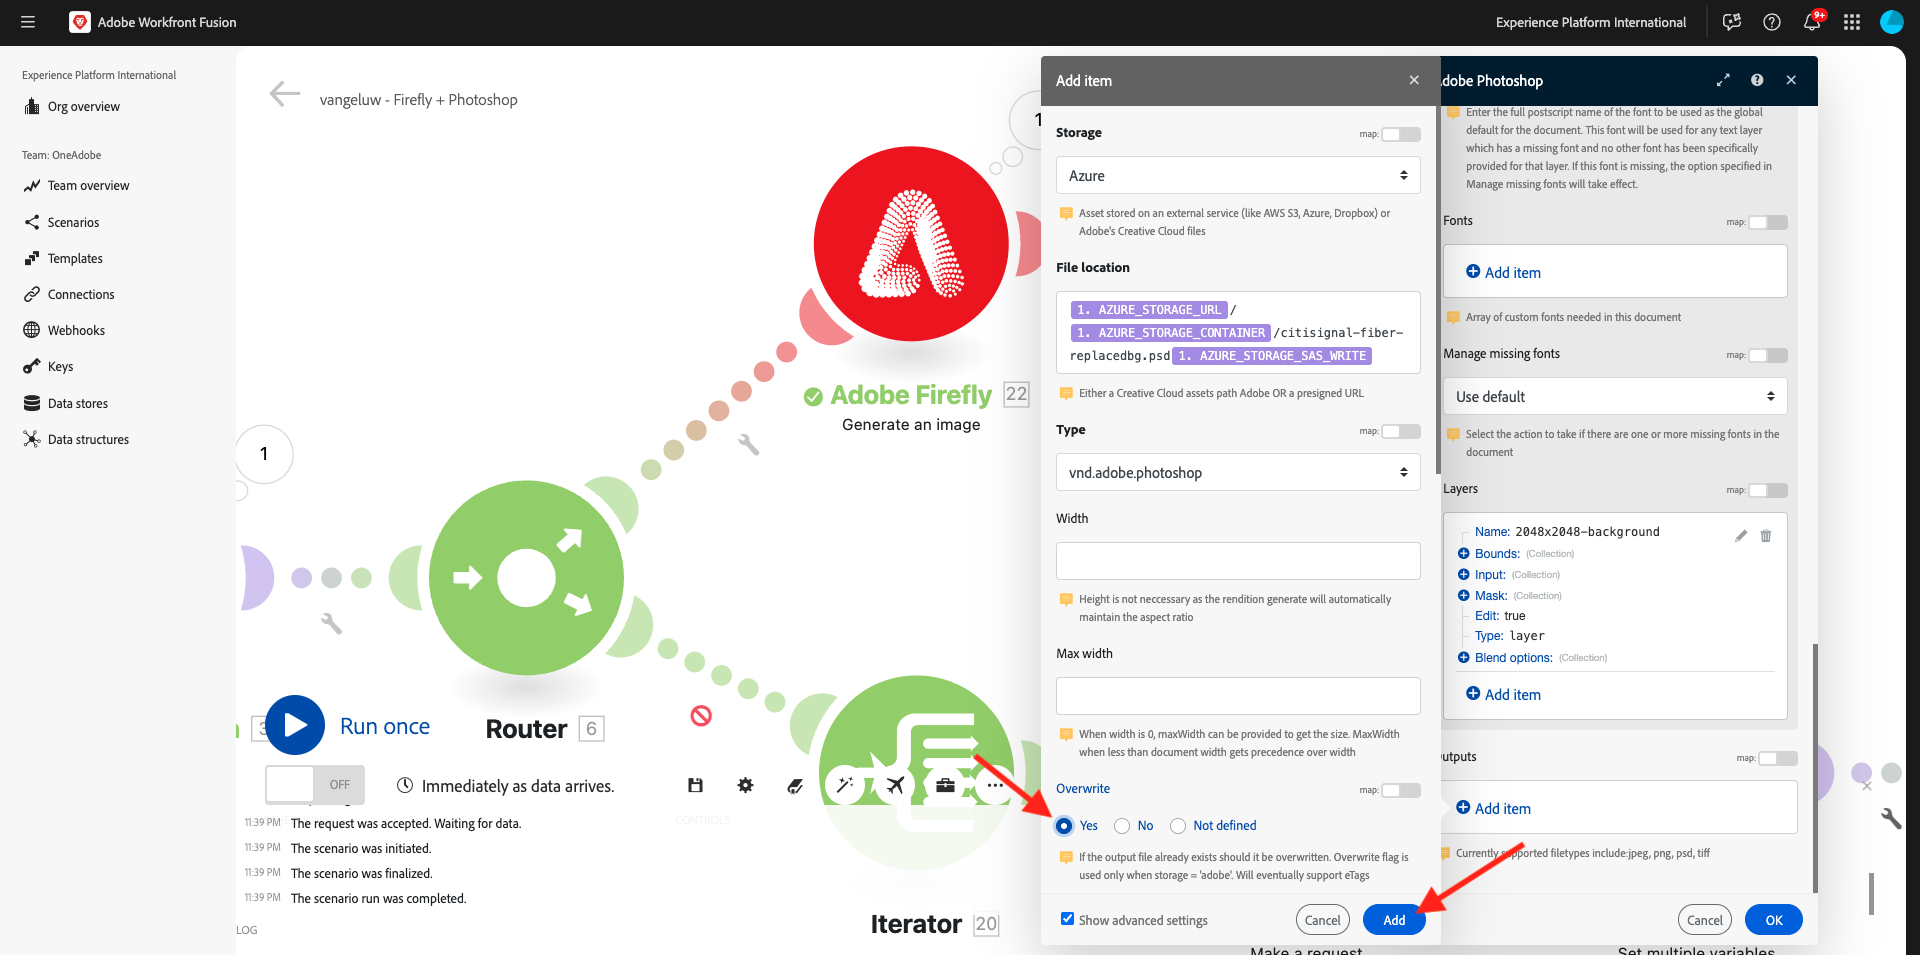 Adobe Workfront Fusion
Experience Platform International
9+
Experience Platform International
Org overview
Team: OneAdobe
Team overview
Scenarios
Templates
Connections
Webhooks
Keys
Data stores
Data structures
vangeluw - Firefly + Photoshop
1
Adobe Firefly 22
Generate an image
1
Router 6
3
Run once
OFF
Immediately as data arrives.
CONTROLS
11:39 PM The request was accepted. Waiting for data.
11:39 PM The scenario was initiated.
11:39 PM The scenario was finalized.
11:39 PM The scenario run was completed.
LOG
Iterator 20
Make a request
Set multiple variables
Add item
Storage map:
Azure
Asset stored on an external service (like AWS S3, Azure, Dropbox) or
Adobe's Creative Cloud files
File location
1. AZURE_STORAGE_URL /
1. AZURE_STORAGE_CONTAINER /citisignal-fiber-
replacedbg.psd 1. AZURE_STORAGE_SAS_WRITE
Either a Creative Cloud assets path Adobe OR a presigned URL
Type map:
vnd.adobe.photoshop
Width
Height is not neccessary as the rendition generate will automatically
maintain the aspect ratio
Max width
When width is 0, maxWidth can be provided to get the size. MaxWidth
when less than document width gets precedence over width
Overwrite map:
Yes No Not defined
If the output file already exists should it be overwritten. Overwrite flag is
used only when storage = 'adobe'. Will eventually support eTags
Show advanced settings
Cancel Add
dobe Photoshop
Enter the full postscript name of the font to be used as the global
default for the document. This font will be used for any text layer
which has a missing font and no other font has been specifically
provided for that layer. If this font is missing, the option specified in
Manage missing fonts will take effect.
Fonts map:
Add item
Array of custom fonts needed in this document
Manage missing fonts map:
Use default
Select the action to take if there are one or more missing fonts in the
document
Layers map:
Name: 2048x2048-background
Bounds: (Collection)
Input: (Collection)
Mask: (Collection)
Edit: true
Type: layer
Blend options: (Collection)
Add item
utputs map:
Add item
Currently supported filetypes include:jpeg, png, psd, tiff
Cancel OK